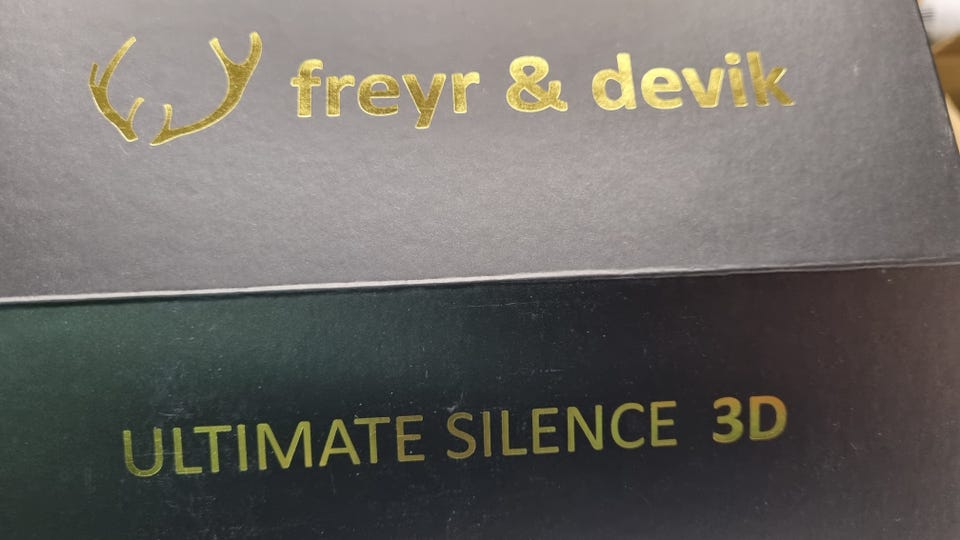 freyr & devik
ULTIMATE SILENCE 3D